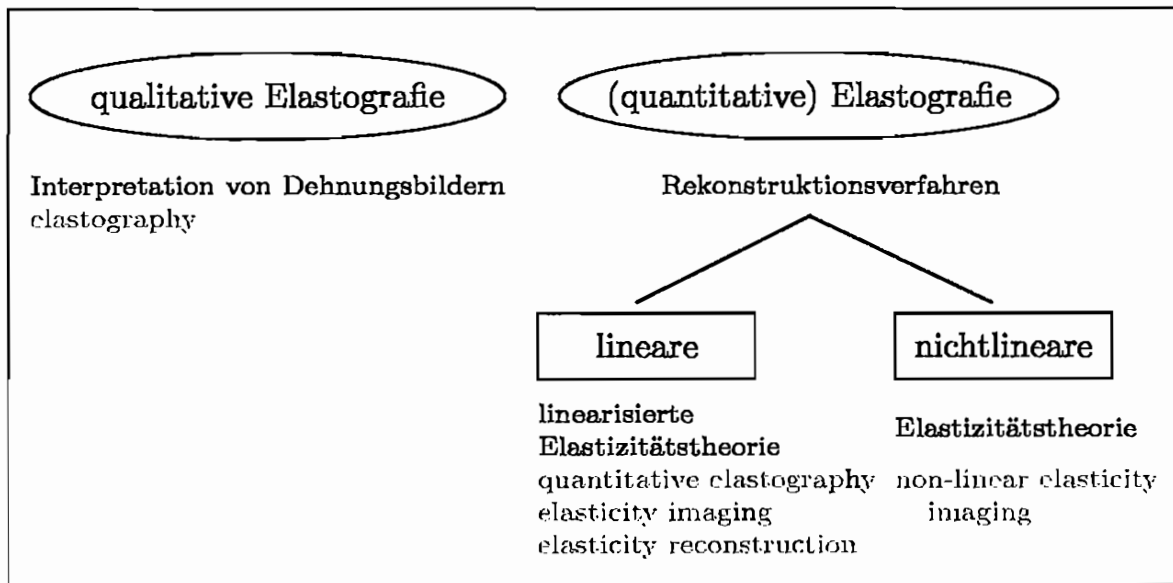 qualitative Elastografie
Interpretation von Dehnungsbildern
elastography
(quantitative) Elastografie
Rekonstruktionsverfahren
lineare
linearisierte
Elastizitätstheorie
quantitative elastography
elasticity imaging
elasticity reconstruction
nichtlineare
Elastizitätstheorie
non-linear elasticity
imaging